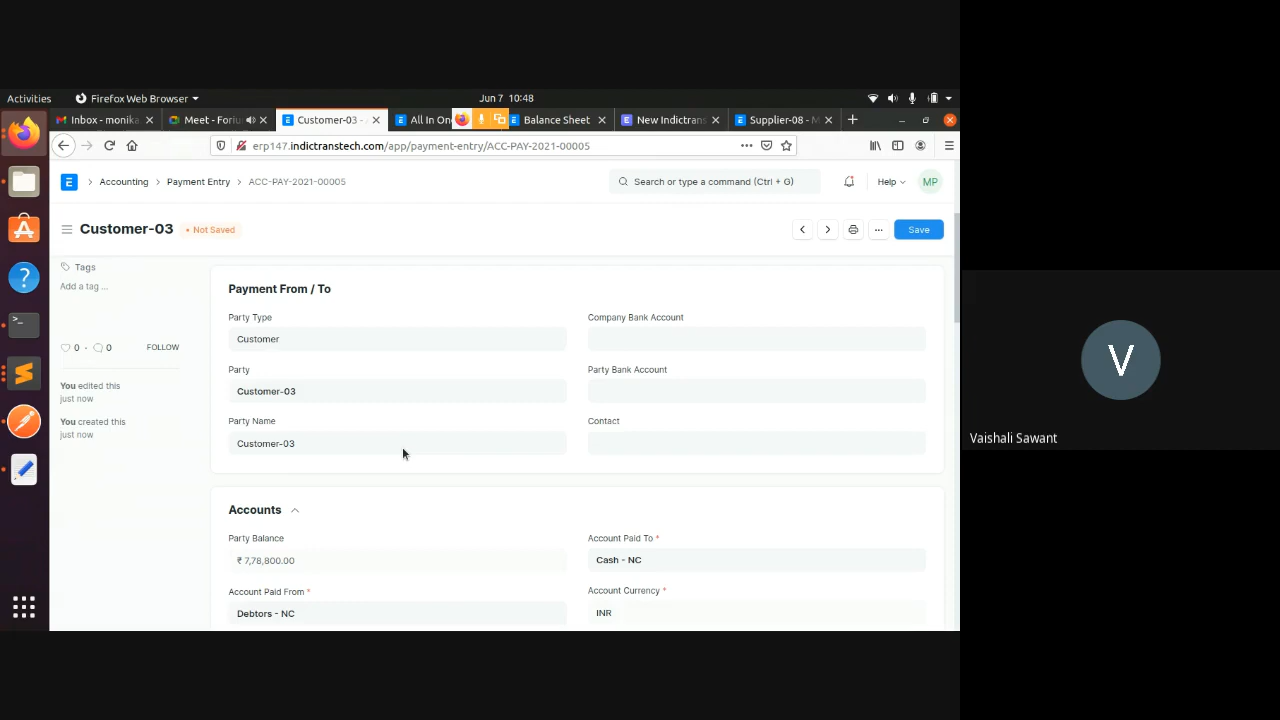 Activities
Firefox Web Browser
Jun 7 10:48
Inbox - monika
Meet - Foriu
Customer-03 -
All In On
Balance Sheet
New Indictrans
Supplier-08 - M
erp147.indictranstech.com/app/payment-entry/ACC-PAY-2021-00005
E
Accounting
Payment Entry
ACC-PAY-2021-00005
Search or type a command (Ctrl + G)
Help
MP
Customer-03
Not Saved
Save
Tags
Add a tag ...
0 · 0
FOLLOW
You edited this
just now
You created this
just now
Payment From / To
Party Type
Customer
Company Bank Account
Party
Customer-03
Party Bank Account
Party Name
Customer-03
Contact
Accounts
Party Balance
₹ 7,78,800.00
Account Paid To *
Cash - NC
Account Paid From *
Debtors - NC
Account Currency *
INR
V
Vaishali Sawant